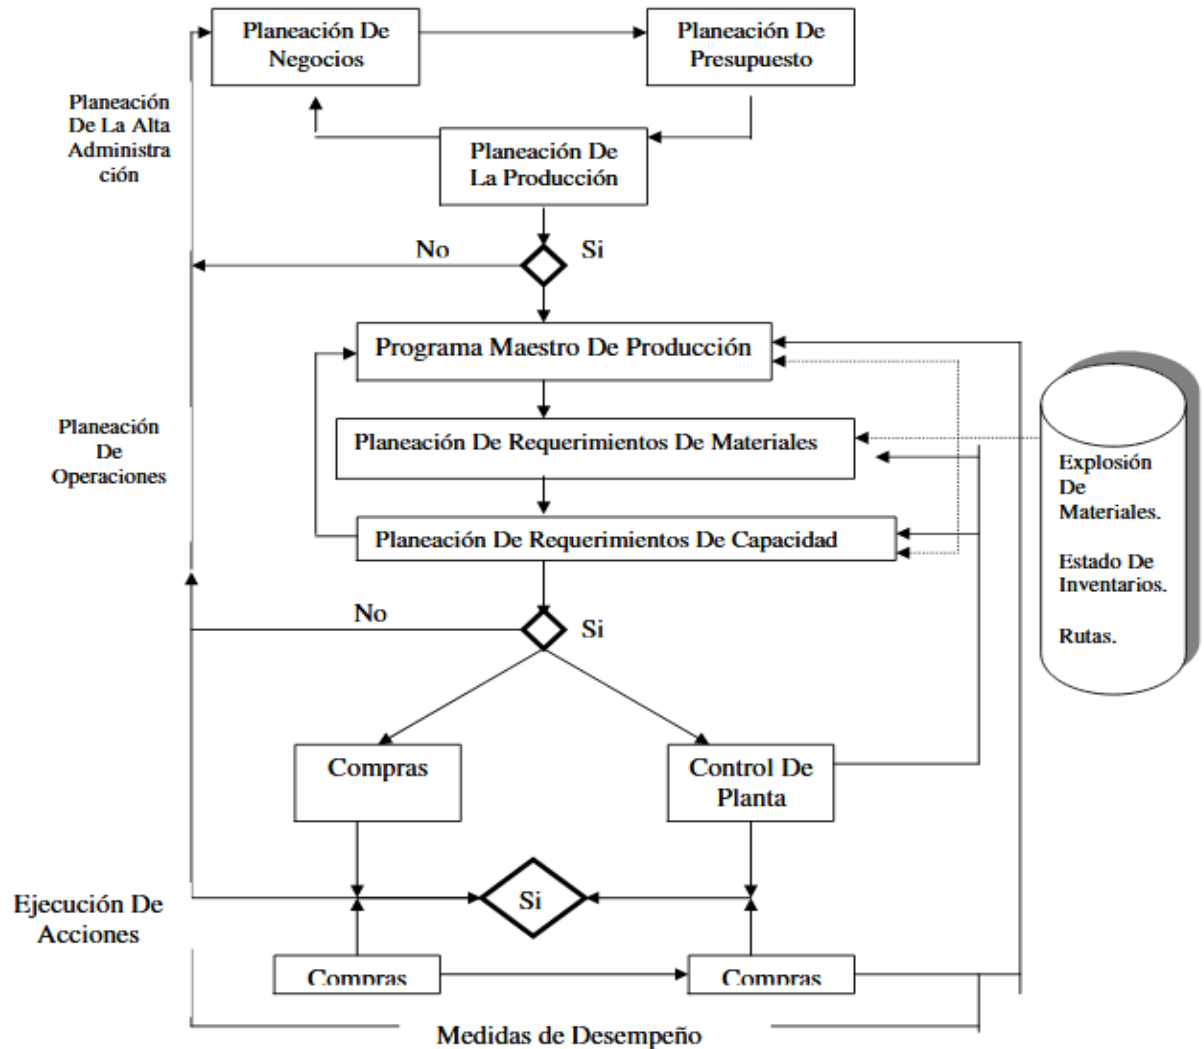 Planeación De
Negocios
Planeación De
Presupuesto
Planeación
De La Alta
Administra
ción
Planeación De
La Producción
No
Si
Programa Maestro De Producción
Planeación
De
Operaciones
Planeación De Requerimientos De Materiales
Explosión
De
Materiales.
Estado De
Inventarios.
Rutas.
Planeación De Requerimientos De Capacidad
No
Si
Compras
Control De
Planta
Ejecución De
Acciones
Si
Compras
Compras
Medidas de Desempeño